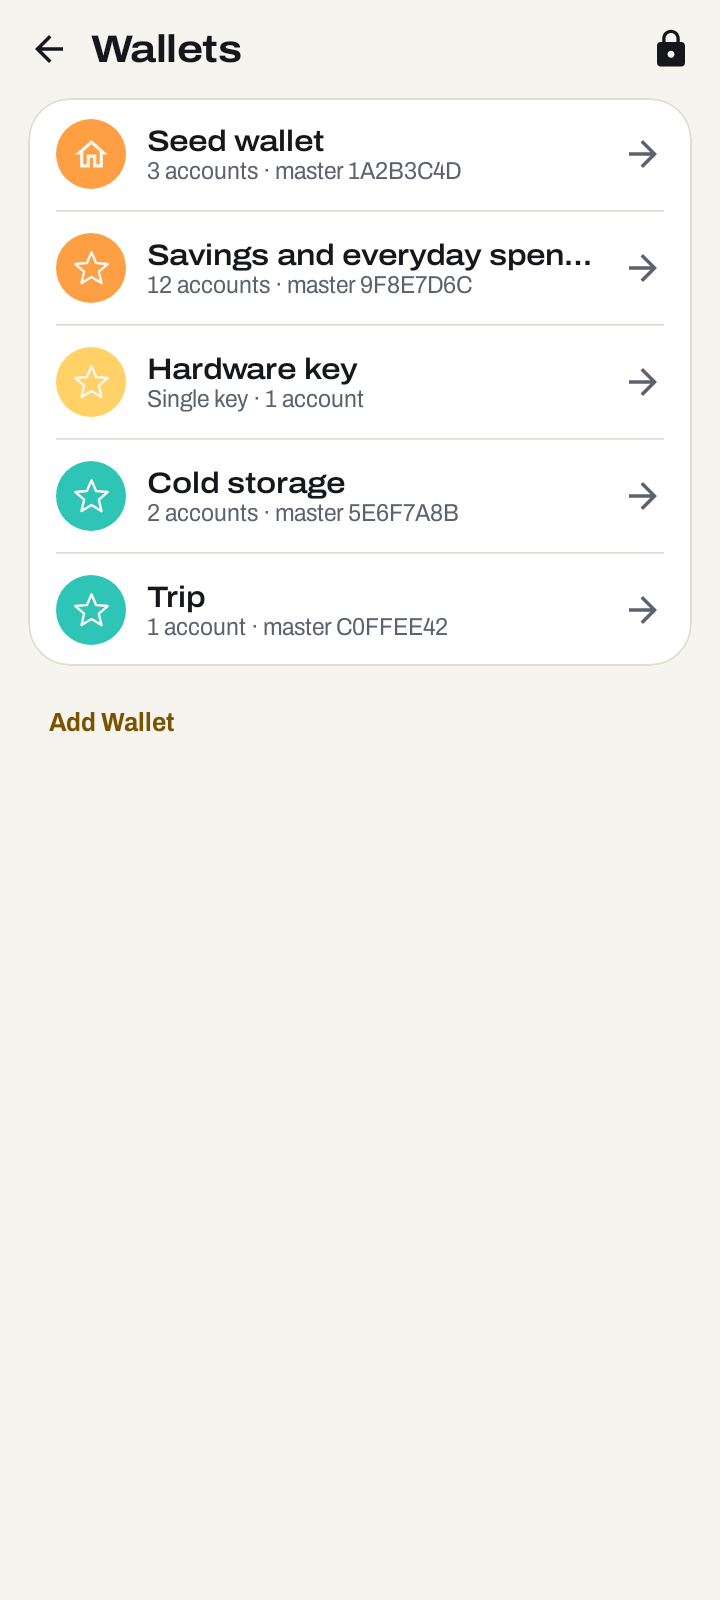 Wallets
Seed wallet
3 accounts · master 1A2B3C4D
Savings and everyday spen...
12 accounts · master 9F8E7D6C
Hardware key
Single key · 1 account
Cold storage
2 accounts · master 5E6F7A8B
Trip
1 account · master C0FFEE42
Add Wallet